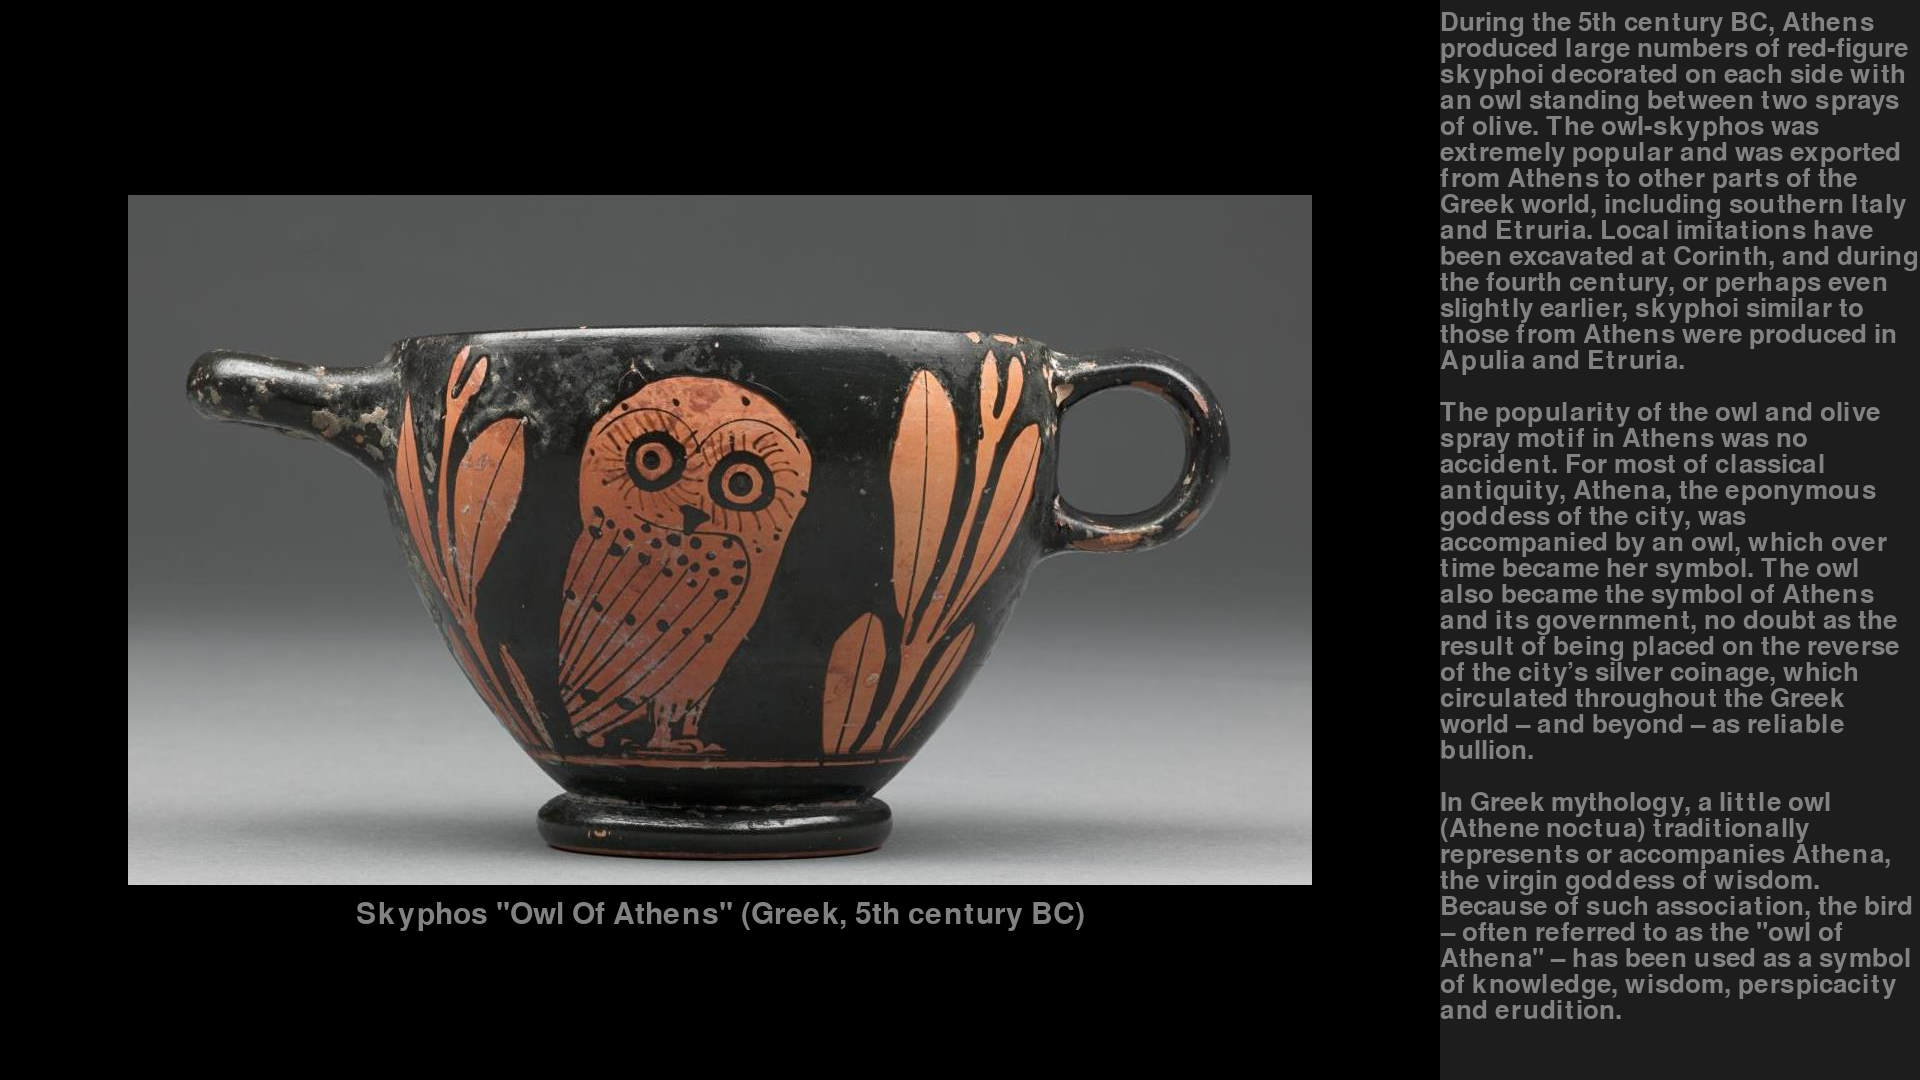 During the 5th century BC, Athens
produced large numbers of red-figure
skyphoi decorated on each side with
an owl standing between two sprays
of olive. The owl-skyphos was
extremely popular and was exported
from Athens to other parts of the
Greek world, including southern Italy
and Etruria. Local imitations have
been excavated at Corinth, and during
the fourth century, or perhaps even
slightly earlier, skyphoi similar to
those from Athens were produced in
Apulia and Etruria.
The popularity of the owl and olive
spray motif in Athens was no
accident. For most of classical
antiquity, Athena, the eponymous
goddess of the city, was
accompanied by an owl, which over
time became her symbol. The owl
also became the symbol of Athens
and its government, no doubt as the
result of being placed on the reverse
of the city’s silver coinage, which
circulated throughout the Greek
world – and beyond – as reliable
bullion.
In Greek mythology, a little owl
(Athene noctua) traditionally
represents or accompanies Athena,
the virgin goddess of wisdom.
Because of such association, the bird
– often referred to as the "owl of
Athena" – has been used as a symbol
of knowledge, wisdom, perspicacity
and erudition.
Skyphos "Owl Of Athens" (Greek, 5th century BC)